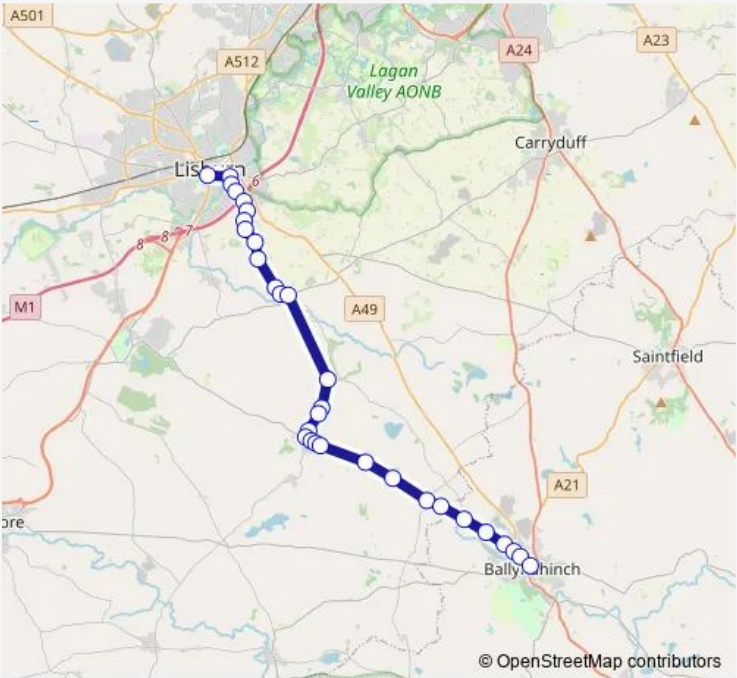 A501
A23
A24
A512
Lagan
Valley AONB
Carryduff
6
8
8
7
M1
A49
Saintfield
A21
© OpenStreetMap contributors